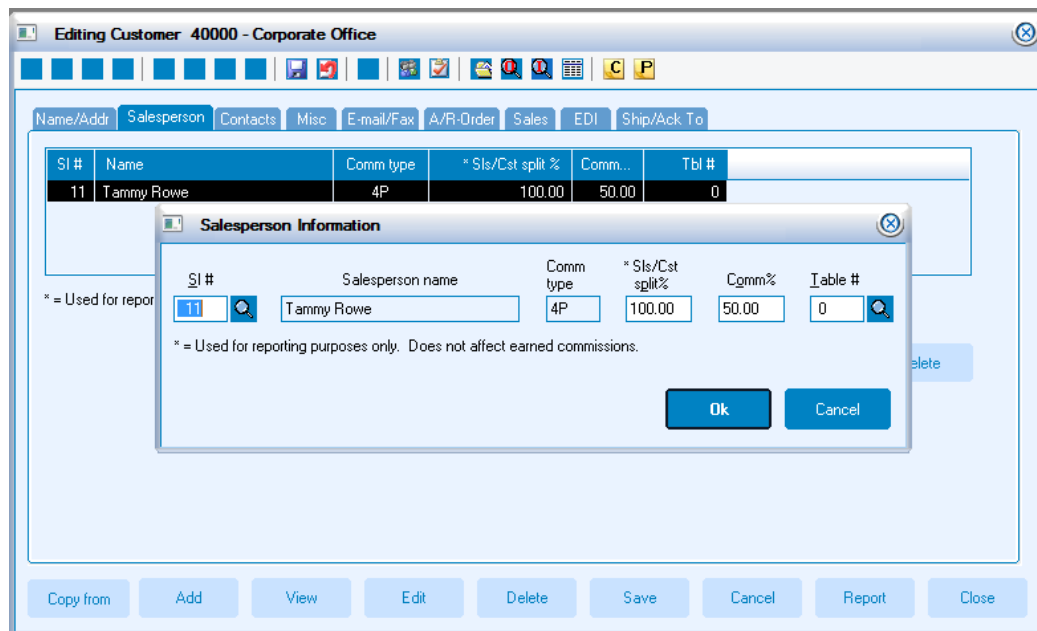 Editing Customer 40000 - Corporate Office
C P
Name/Addr Salesperson Contacts Misc E-mail/Fax A/R-Order Sales EDI Ship/Ack To
Sl # Name Comm type * Sls/Cst split % Comm... Tbl #
11 Tammy Rowe 4P 100.00 50.00 0
Salesperson Information
Sl # Salesperson name Comm type * Sls/Cst split% Comm% Table #
11 Tammy Rowe 4P 100.00 50.00 0
* = Used for repor
* = Used for reporting purposes only. Does not affect earned commissions.
elete
Ok Cancel
Copy from Add View Edit Delete Save Cancel Report Close